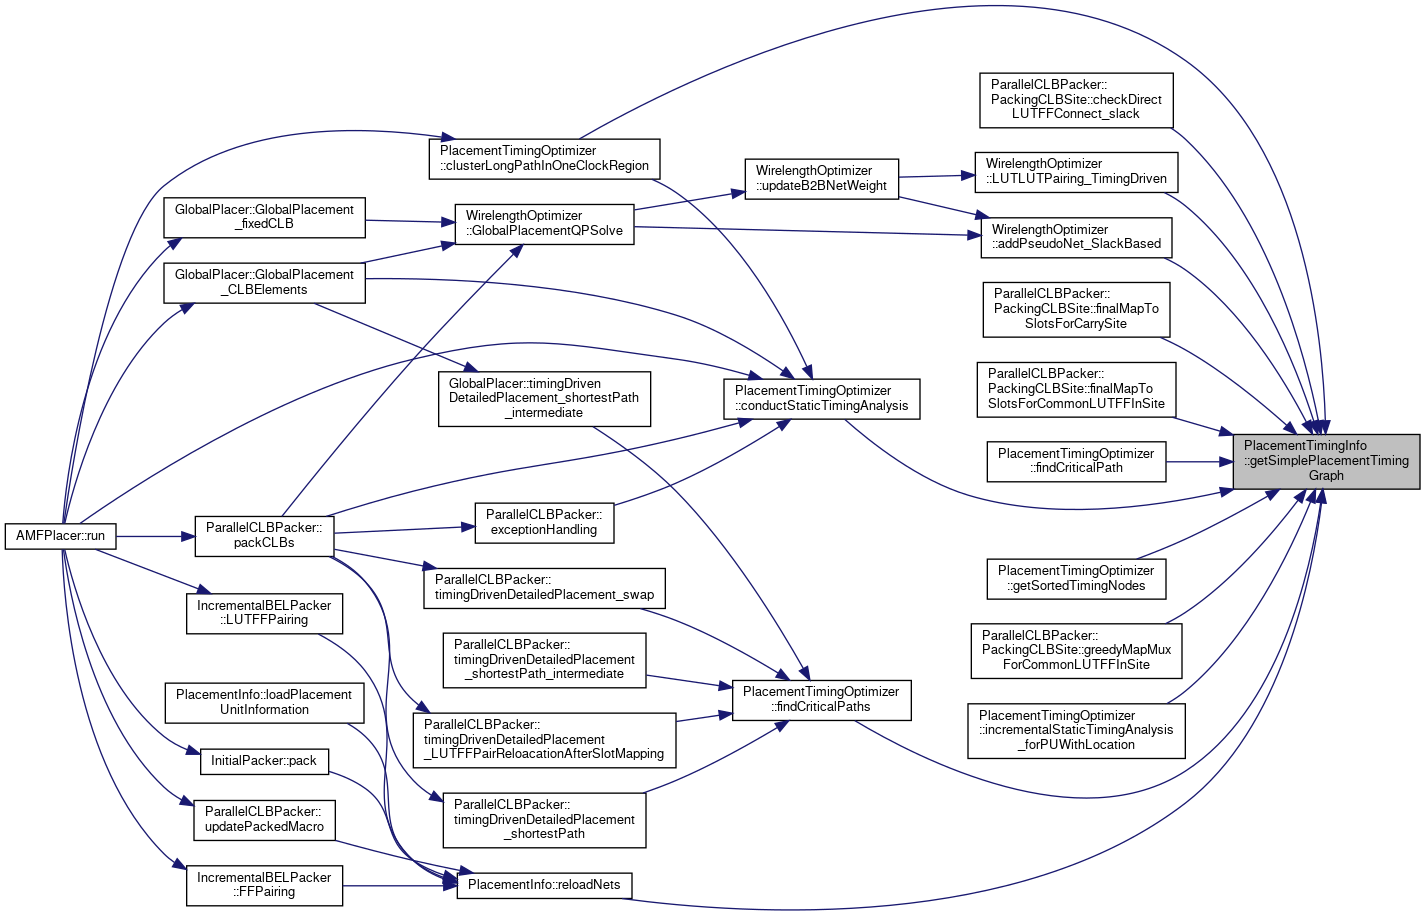 ParallelCLBPacker::
PackingCLBSite::checkDirect
LUTFFConnect_slack
PlacementTimingOptimizer
::clusterLongPathInOneClockRegion
WirelengthOptimizer
::updateB2BNetWeight
WirelengthOptimizer
::LUTLUTPairing_TimingDriven
GlobalPlacer::GlobalPlacement
_fixedCLB
WirelengthOptimizer
::GlobalPlacementQPSolve
WirelengthOptimizer
::addPseudoNet_SlackBased
GlobalPlacer::GlobalPlacement
_CLBElements
ParallelCLBPacker::
PackingCLBSite::finalMapTo
SlotsForCarrySite
GlobalPlacer::timingDriven
DetailedPlacement_shortestPath
_intermediate
PlacementTimingOptimizer
::conductStaticTimingAnalysis
ParallelCLBPacker::
PackingCLBSite::finalMapTo
SlotsForCommonLUTFFInSite
PlacementTimingOptimizer
::findCriticalPath
PlacementTimingInfo
::getSimplePlacementTiming
Graph
AMFPlacer::run
ParallelCLBPacker::
packCLBs
ParallelCLBPacker::
exceptionHandling
PlacementTimingOptimizer
::getSortedTimingNodes
IncrementalBELPacker
::LUTFFPairing
ParallelCLBPacker::
timingDrivenDetailedPlacement_swap
ParallelCLBPacker::
PackingCLBSite::greedyMapMux
ForCommonLUTFFInSite
ParallelCLBPacker::
timingDrivenDetailedPlacement
_shortestPath_intermediate
PlacementInfo::loadPlacement
UnitInformation
PlacementTimingOptimizer
::findCriticalPaths
ParallelCLBPacker::
timingDrivenDetailedPlacement
_LUTFFPairReloacationAfterSlotMapping
PlacementTimingOptimizer
::incrementalStaticTimingAnalysis
_forPUWithLocation
InitialPacker::pack
ParallelCLBPacker::
updatePackedMacro
ParallelCLBPacker::
timingDrivenDetailedPlacement
_shortestPath
IncrementalBELPacker
::FFPairing
PlacementInfo::reloadNets